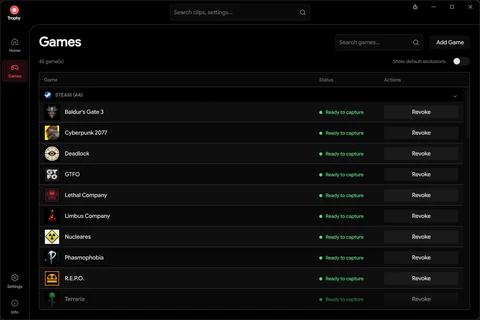 Trophy
Search clips, settings...
Home
Games
Games
Search games...
Add Game
46 game(s)
Show default exclusions
Game Status Actions
STEAM (44)
Baldur's Gate 3 Ready to capture Revoke
Cyberpunk 2077 Ready to capture Revoke
Deadlock Ready to capture Revoke
GTFO Ready to capture Revoke
Lethal Company Ready to capture Revoke
Limbus Company Ready to capture Revoke
Nucleares Ready to capture Revoke
Phasmophobia Ready to capture Revoke
R.E.P.O. Ready to capture Revoke
Terraria Ready to capture Revoke
Settings
Info